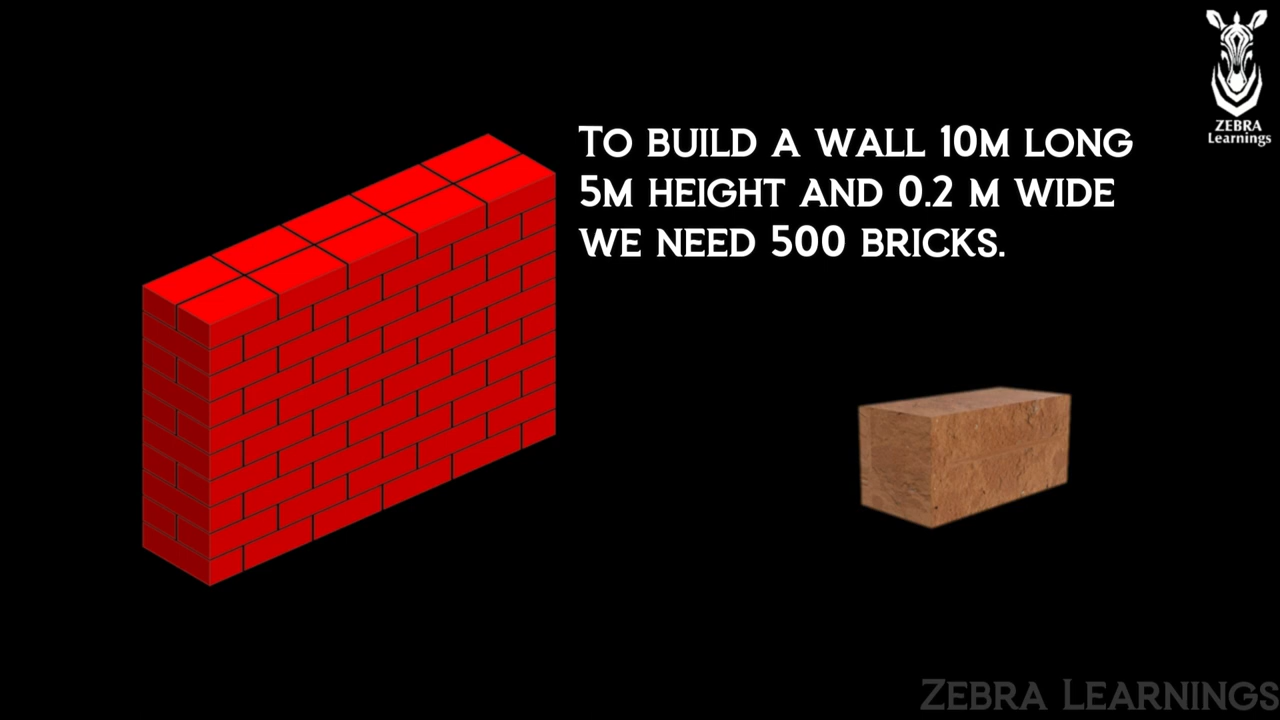 ZEBRA
Learnings
To build a wall 10m long
5m height and 0.2 m wide
we need 500 bricks.
Zebra Learnings